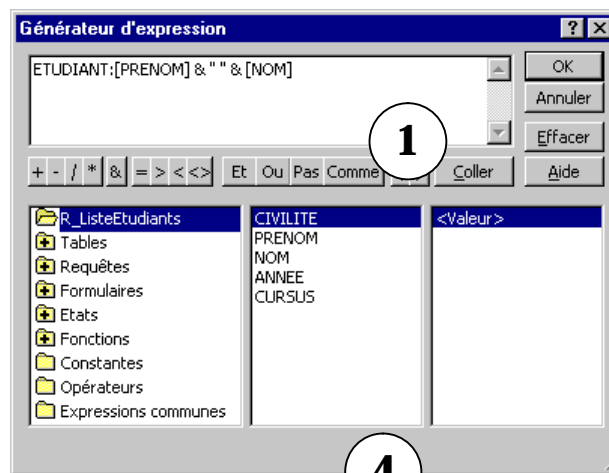 Générateur d'expression
ETUDIANT:[PRENOM] & " " & [NOM]
OK
Annuler
Effacer
1
+ - / * & = > < <> Et Ou Pas Comme Coller Aide
R_ListeEtudiants
Tables
Requêtes
Formulaires
Etats
Fonctions
Constantes
Opérateurs
Expressions communes
CIVILITE
PRENOM
NOM
ANNEE
CURSUS
<Valeur>
4